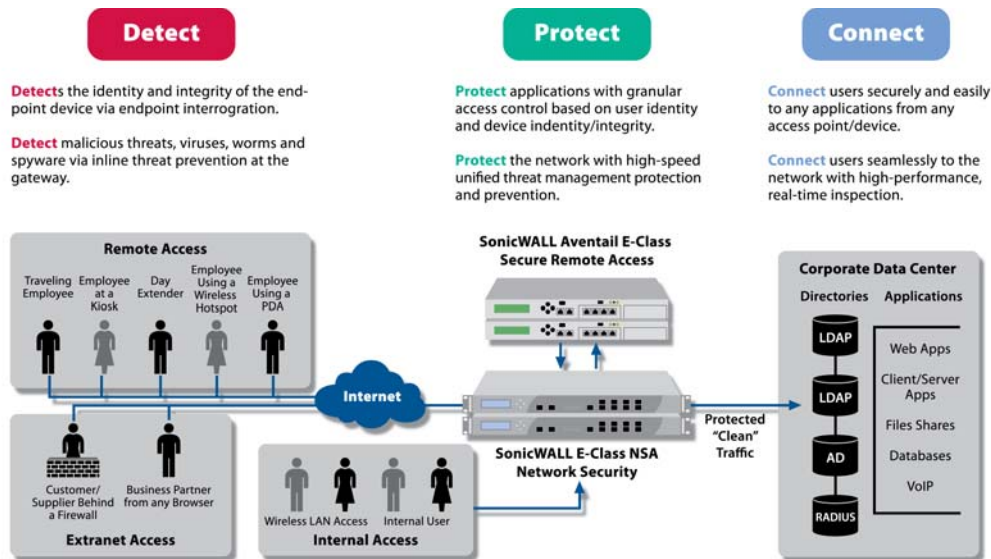 Detect
Detects the identity and integrity of the end-
point device via endpoint interrogration.
Detect malicious threats, viruses, worms and
spyware via inline threat prevention at the
gateway.
Protect
Protect applications with granular
access control based on user identity
and device indentity/integrity.
Protect the network with high-speed
unified threat management protection
and prevention.
Connect
Connect users securely and easily
to any applications from any
access point/device.
Connect users seamlessly to the
network with high-performance,
real-time inspection.
Remote Access
Traveling
Employee
Employee
at a
Kiosk
Day
Extender
Employee
Using a
Wireless
Hotspot
Employee
Using a
PDA
Internet
Customer/
Supplier Behind
a Firewall
Business Partner
from any Browser
Extranet Access
Wireless LAN Access
Internal User
Internal Access
SonicWALL Aventail E-Class
Secure Remote Access
SonicWALL E-Class NSA
Network Security
Protected
“Clean”
Traffic
Corporate Data Center
Directories
LDAP
LDAP
AD
RADIUS
Applications
Web Apps
Client/Server
Apps
Files Shares
Databases
VoIP